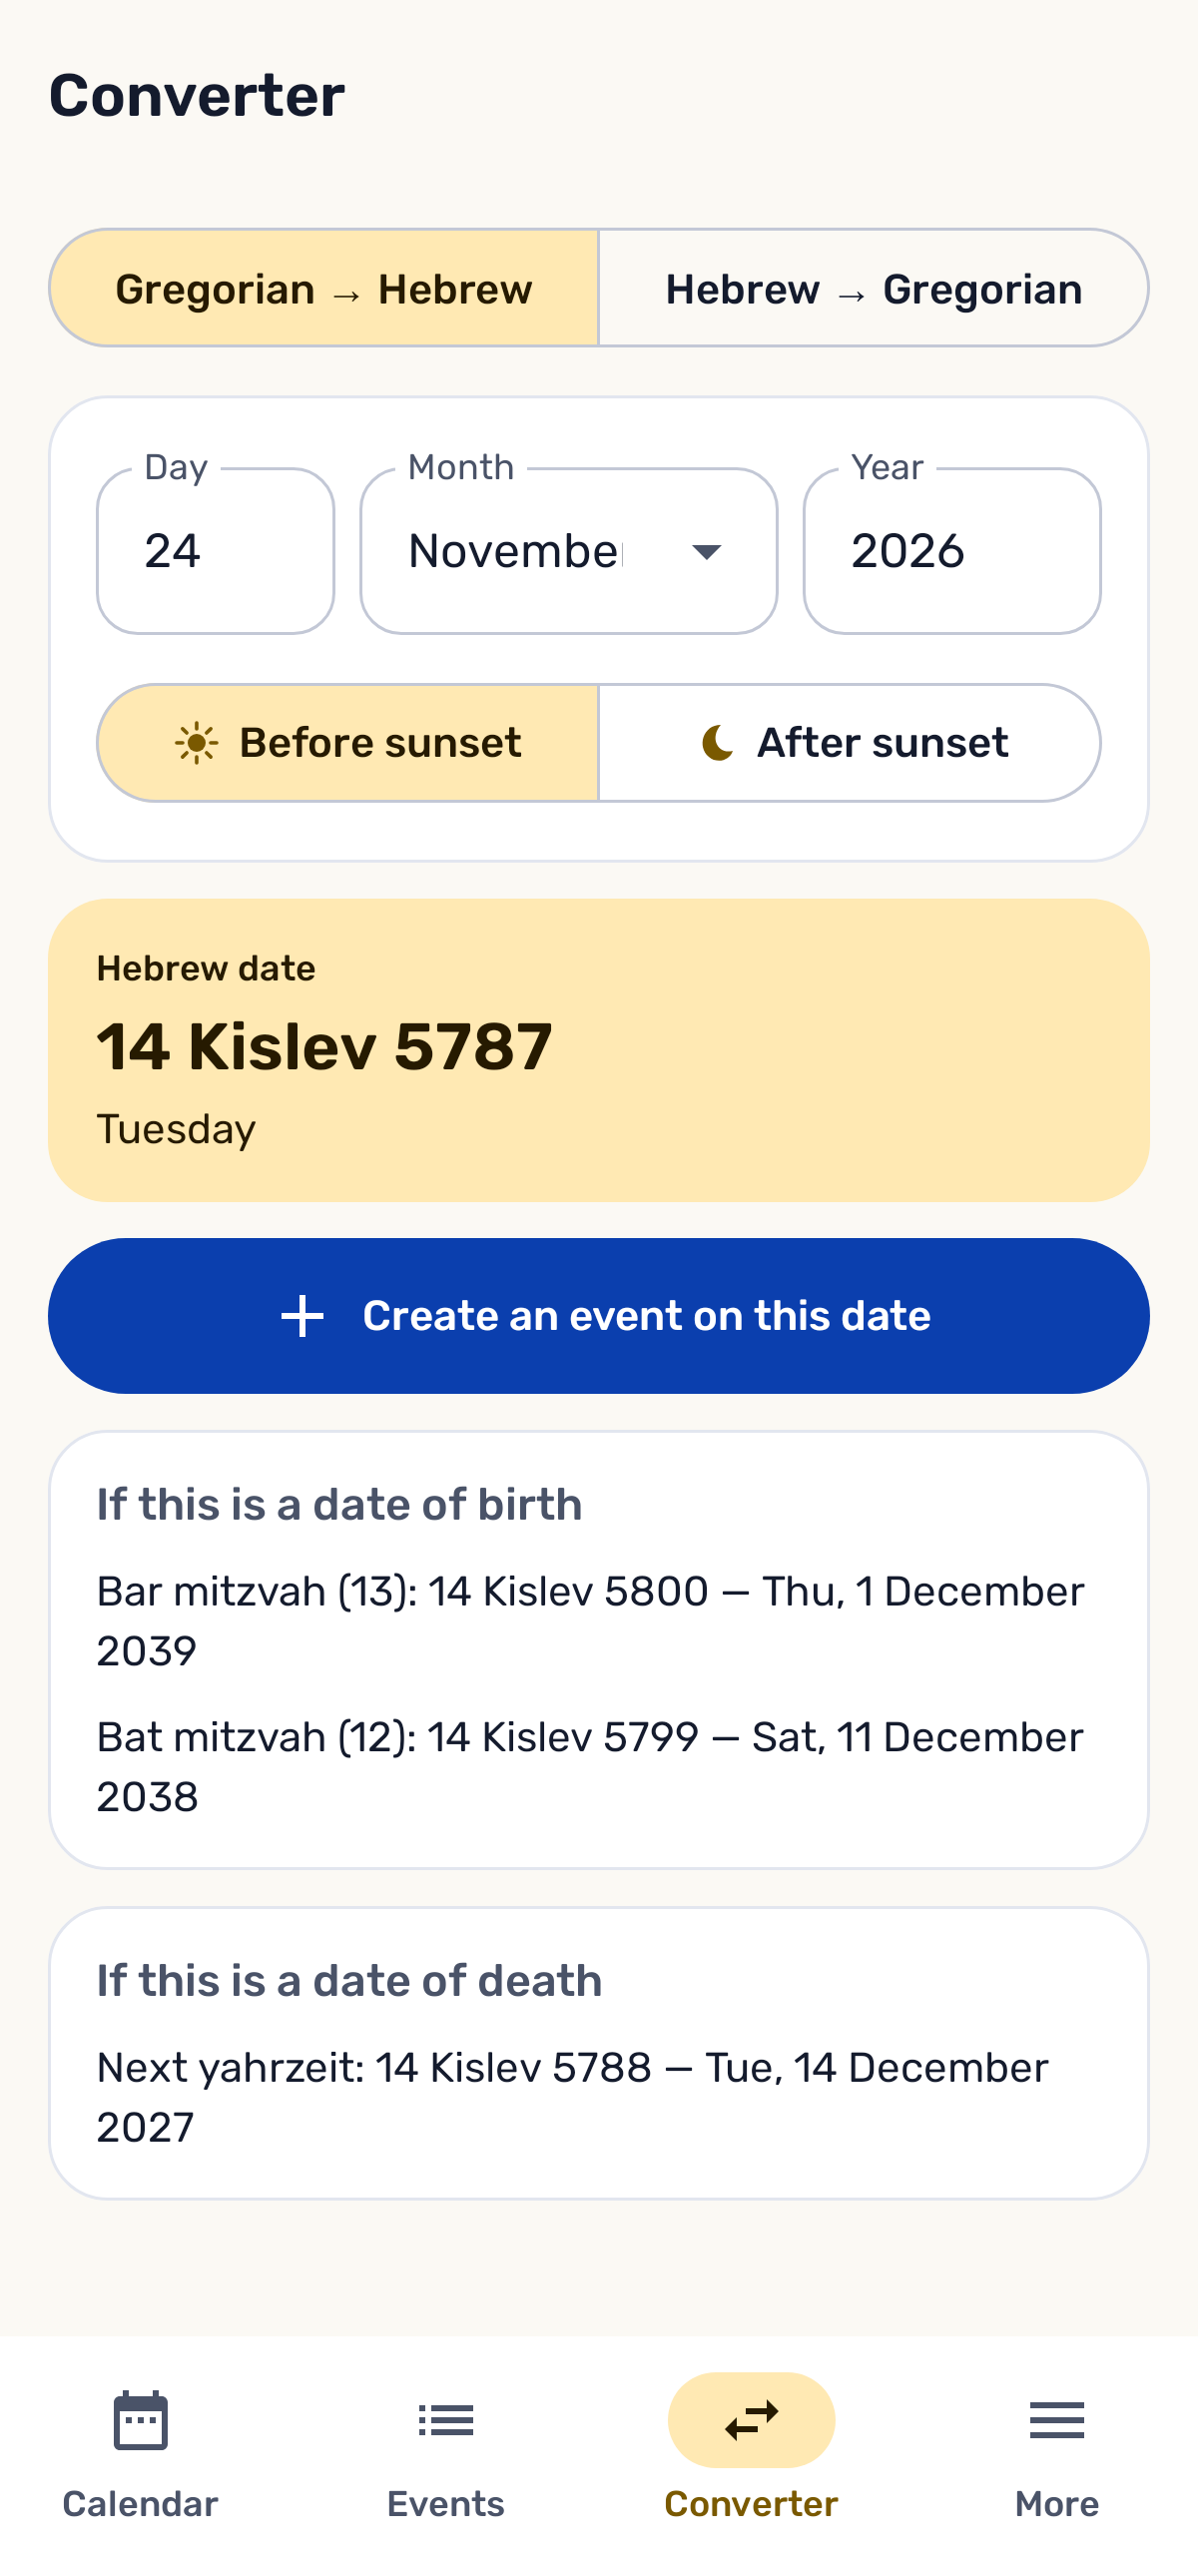 Converter
Gregorian → Hebrew
Hebrew → Gregorian
Day
Month
Year
24
November
2026
Before sunset
After sunset
Hebrew date
14 Kislev 5787
Tuesday
Create an event on this date
If this is a date of birth
Bar mitzvah (13): 14 Kislev 5800 – Thu, 1 December
2039
Bat mitzvah (12): 14 Kislev 5799 – Sat, 11 December
2038
If this is a date of death
Next yahrzeit: 14 Kislev 5788 – Tue, 14 December
2027
Calendar
Events
Converter
More